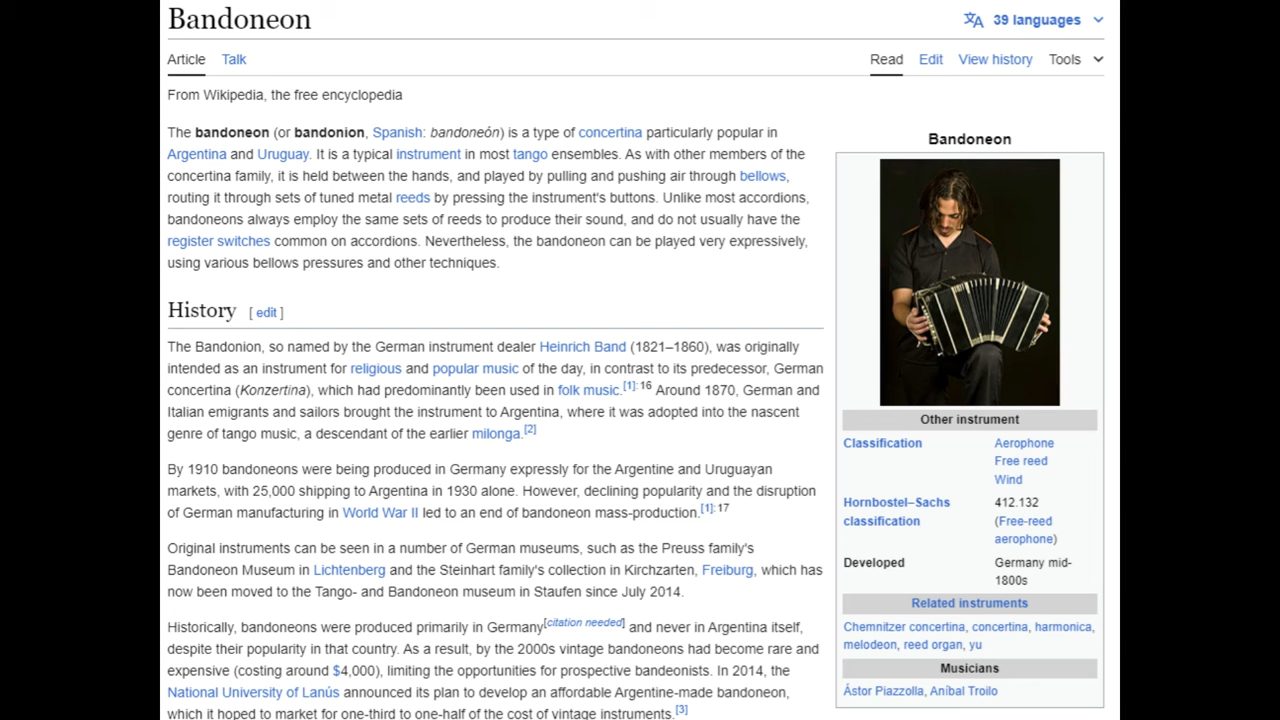 Bandoneon
39 languages
Article Talk
Read Edit View history Tools
From Wikipedia, the free encyclopedia
The bandoneon (or bandonion, Spanish: bandoneón) is a type of concertina particularly popular in
Argentina and Uruguay. It is a typical instrument in most tango ensembles. As with other members of the
concertina family, it is held between the hands, and played by pulling and pushing air through bellows,
routing it through sets of tuned metal reeds by pressing the instrument's buttons. Unlike most accordions,
bandoneons always employ the same sets of reeds to produce their sound, and do not usually have the
register switches common on accordions. Nevertheless, the bandoneon can be played very expressively,
using various bellows pressures and other techniques.
History [ edit ]
The Bandonion, so named by the German instrument dealer Heinrich Band (1821–1860), was originally
intended as an instrument for religious and popular music of the day, in contrast to its predecessor, German
concertina (Konzertina), which had predominantly been used in folk music.[1]: 16 Around 1870, German and
Italian emigrants and sailors brought the instrument to Argentina, where it was adopted into the nascent
genre of tango music, a descendant of the earlier milonga.[2]
By 1910 bandoneons were being produced in Germany expressly for the Argentine and Uruguayan
markets, with 25,000 shipping to Argentina in 1930 alone. However, declining popularity and the disruption
of German manufacturing in World War II led to an end of bandoneon mass-production.[1]: 17
Original instruments can be seen in a number of German museums, such as the Preuss family's
Bandoneon Museum in Lichtenberg and the Steinhart family's collection in Kirchzarten, Freiburg, which has
now been moved to the Tango- and Bandoneon museum in Staufen since July 2014.
Historically, bandoneons were produced primarily in Germany[citation needed] and never in Argentina itself,
despite their popularity in that country. As a result, by the 2000s vintage bandoneons had become rare and
expensive (costing around $4,000), limiting the opportunities for prospective bandeonists. In 2014, the
National University of Lanús announced its plan to develop an affordable Argentine-made bandoneon,
which it hoped to market for one-third to one-half of the cost of vintage instruments.[3]
Bandoneon
Other instrument
Classification Aerophone
Free reed
Wind
Hornbostel–Sachs 412.132
classification (Free-reed
aerophone)
Developed Germany mid-
1800s
Related instruments
Chemnitzer concertina, concertina, harmonica,
melodeon, reed organ, yu
Musicians
Ástor Piazzolla, Aníbal Troilo